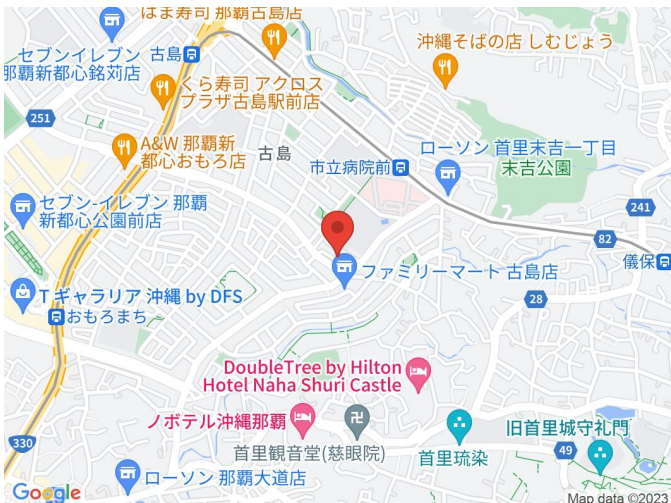 はま寿司 那覇古島店
セブンイレブン
那覇新都心銘苅店
古島
沖縄そばの店 しむじょう
くら寿司 アクロス
プラザ古島駅前店
251
A&W 那覇新
都心おもろ店
古島
市立病院前
ローソン 首里末吉一丁目
末吉公園
セブン-イレブン 那覇
新都心公園前店
241
82
儀保
ファミリーマート 古島店
T ギャラリア 沖縄 by DFS
おもろまち
28
DoubleTree by Hilton
Hotel Naha Shuri Castle
ノボテル沖縄那覇
首里観音堂(慈眼院)
首里琉染
旧首里城守礼門
330
49
ローソン 那覇大道店
Google
Map data ©2023